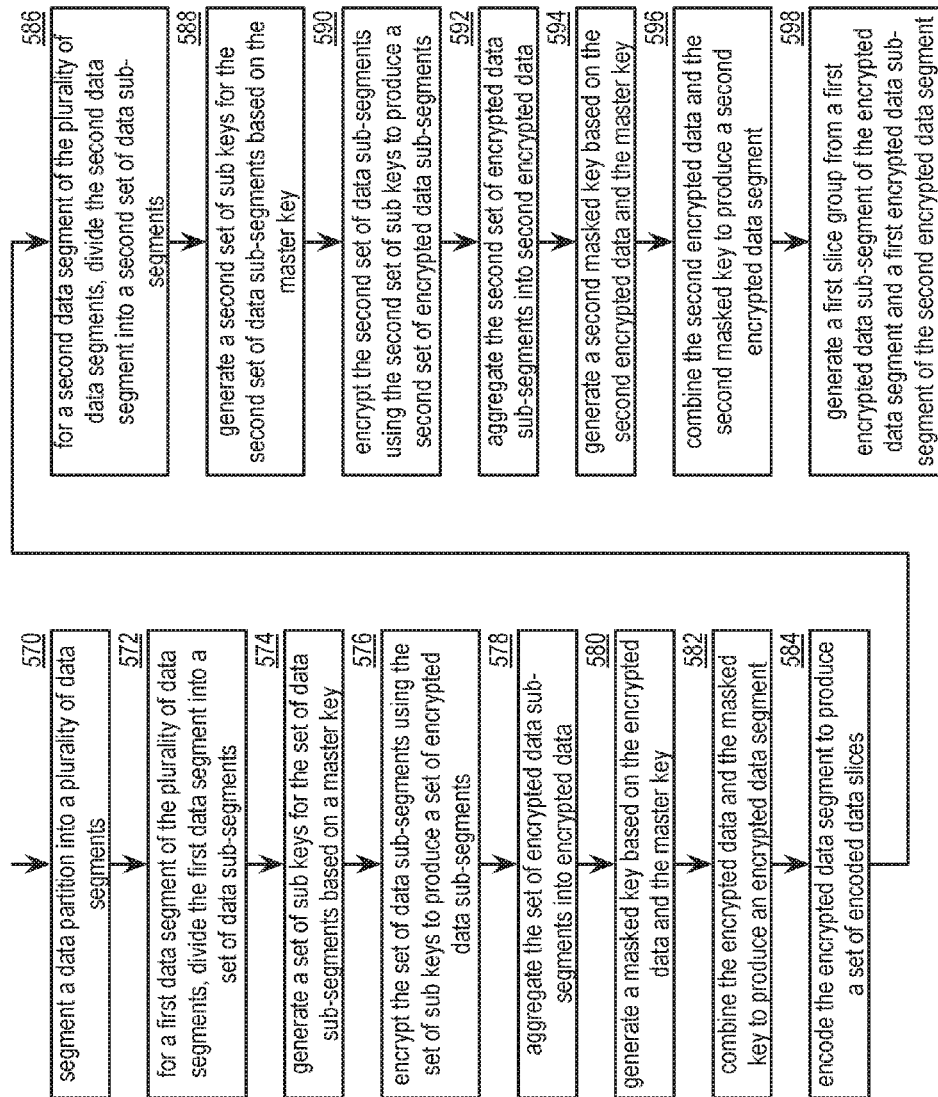 570
segment a data partition into a plurality of data
segments
572
for a first data segment of the plurality of data
segments, divide the first data segment into a
set of data sub-segments
574
generate a set of sub keys for the set of data
sub-segments based on a master key
576
encrypt the set of data sub-segments using the
set of sub keys to produce a set of encrypted
data sub-segments
578
aggregate the set of encrypted data sub-
segments into encrypted data
580
generate a masked key based on the encrypted
data and the master key
582
combine the encrypted data and the masked
key to produce an encrypted data segment
584
encode the encrypted data segment to produce
a set of encoded data slices
586
for a second data segment of the plurality of
data segments, divide the second data
segment into a second set of data sub-
segments
588
generate a second set of sub keys for the
second set of data sub-segments based on the
master key
590
encrypt the second set of data sub-segments
using the second set of sub keys to produce a
second set of encrypted data sub-segments
592
aggregate the second set of encrypted data
sub-segments into second encrypted data
594
generate a second masked key based on the
second encrypted data and the master key
596
combine the second encrypted data and the
second masked key to produce a second
encrypted data segment
598
generate a first slice group from a first
encrypted data sub-segment of the encrypted
data segment and a first encrypted data sub-
segment of the second encrypted data segment